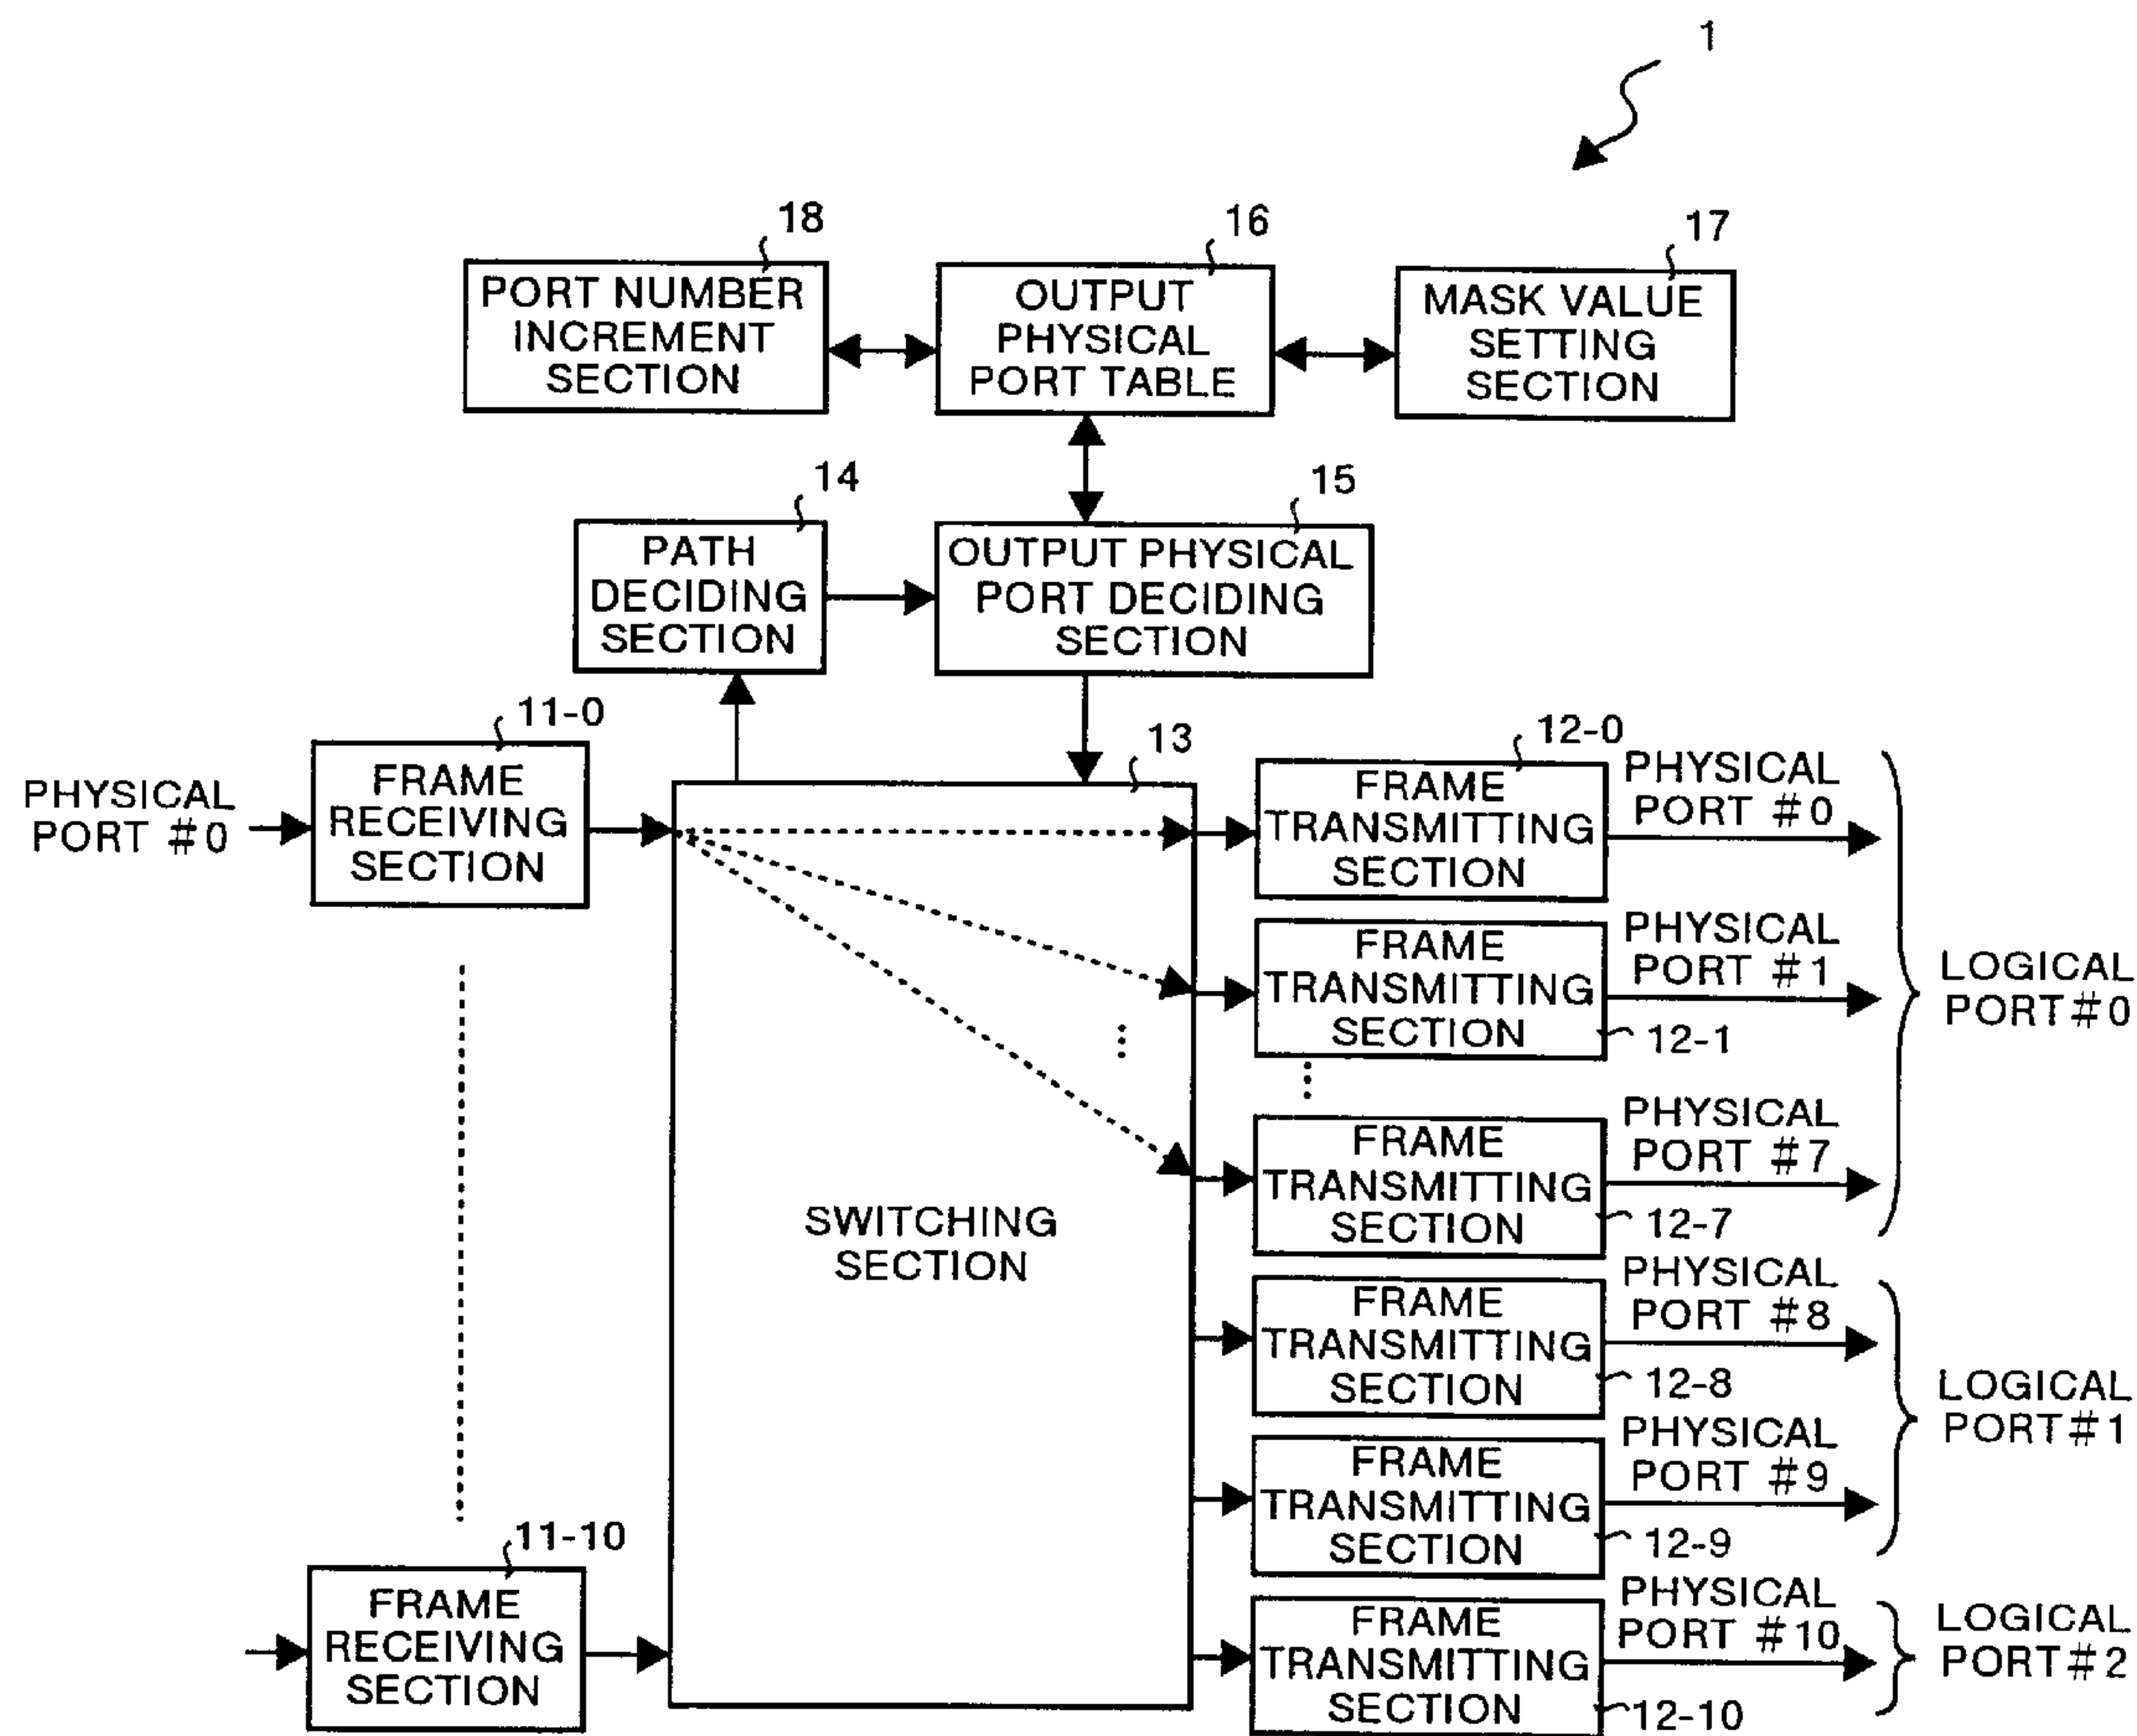 1
18
16
17
PORT NUMBER
INCREMENT
SECTION
OUTPUT
PHYSICAL
PORT TABLE
MASK VALUE
SETTING
SECTION
14
15
PATH
DECIDING
SECTION
OUTPUT PHYSICAL
PORT DECIDING
SECTION
11-0
13
12-0
PHYSICAL
PORT #0
FRAME
RECEIVING
SECTION
FRAME
TRANSMITTING
SECTION
PHYSICAL
PORT #0
FRAME
TRANSMITTING
SECTION
12-1
PHYSICAL
PORT #1
LOGICAL
PORT#0
FRAME
TRANSMITTING
SECTION
12-7
PHYSICAL
PORT #7
SWITCHING
SECTION
FRAME
TRANSMITTING
SECTION
12-8
PHYSICAL
PORT #8
LOGICAL
PORT#1
FRAME
TRANSMITTING
SECTION
12-9
PHYSICAL
PORT #9
11-10
FRAME
RECEIVING
SECTION
FRAME
TRANSMITTING
SECTION
12-10
PHYSICAL
PORT #10
LOGICAL
PORT#2